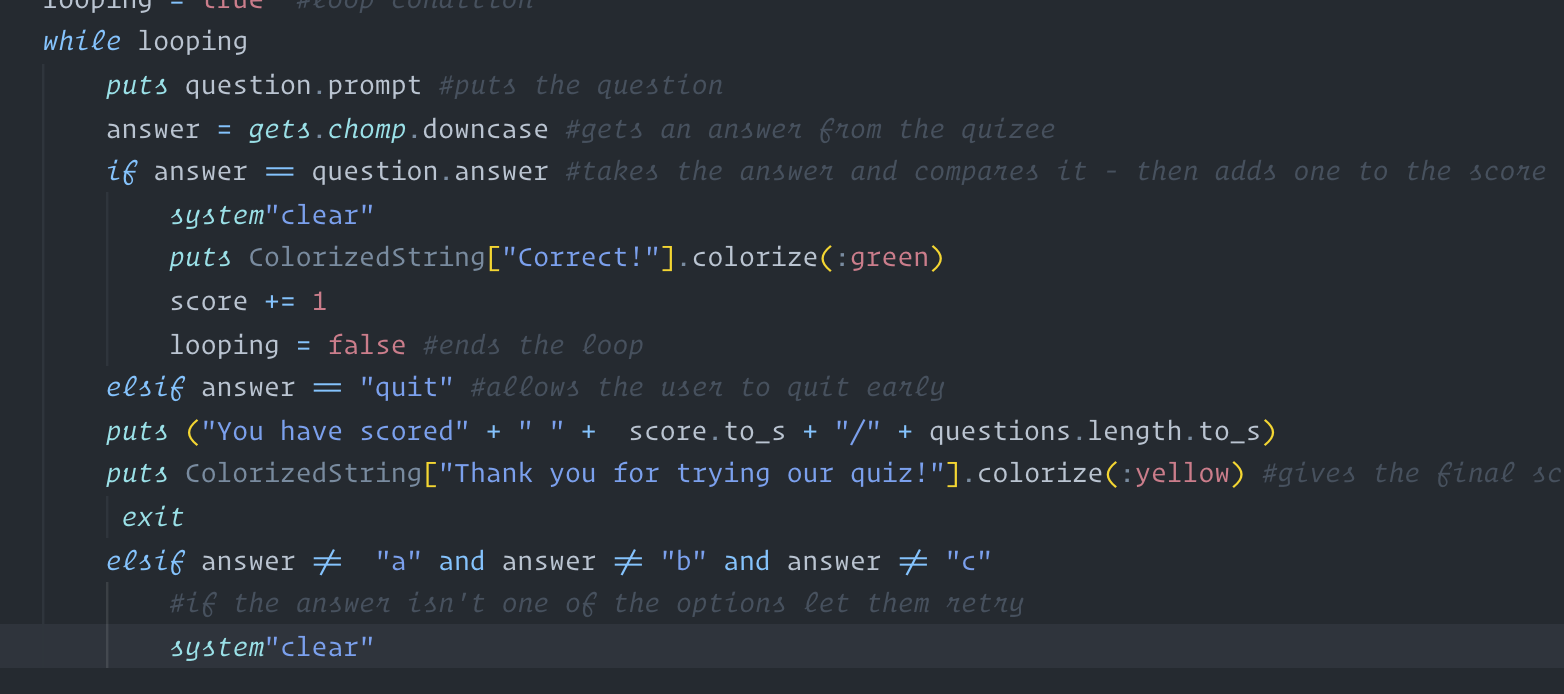 looping = true #loop condition
while looping
puts question.prompt #puts the question
answer = gets.chomp.downcase #gets an answer from the quizee
if answer == question.answer #takes the answer and compares it - then adds one to the score
system"clear"
puts ColorizedString["Correct!"].colorize(:green)
score += 1
looping = false #ends the loop
elsif answer == "quit" #allows the user to quit early
puts ("You have scored" + " " +  score.to_s + "/" + questions.length.to_s)
puts ColorizedString["Thank you for trying our quiz!"].colorize(:yellow) #gives the final sc
exit
elsif answer !=  "a" and answer != "b" and answer != "c"
#if the answer isn't one of the options let them retry
system"clear"